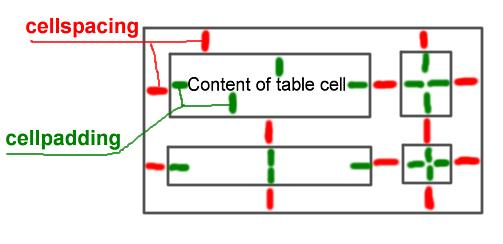 cellspacing
Content of table cell
cellpadding